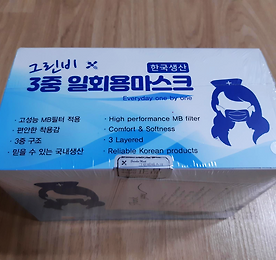 그린비
한국생산
3중 일회용마스크
Everyday one by one
· 고성능 MB필터 적용
· 편안한 착용감
· 3중 구조
· 믿을 수 있는 국내생산
· High performance MB filter
· Comfort & Softness
· 3 Layered
· Reliable Korean products